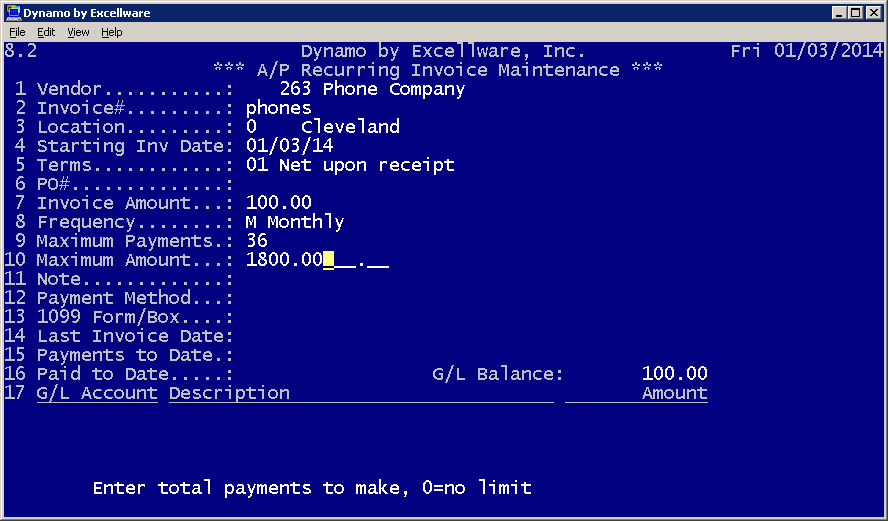 Dynamo by Excellware
File Edit View Help
8.2 Dynamo by Excellware, Inc. Fri 01/03/2014
*** A/P Recurring Invoice Maintenance ***
1 Vendor...........: 263 Phone Company
2 Invoice#.........: phones
3 Location.........: 0 Cleveland
4 Starting Inv Date: 01/03/14
5 Terms............: 01 Net upon receipt
6 PO#..............:
7 Invoice Amount...: 100.00
8 Frequency........: M Monthly
9 Maximum Payments.: 36
10 Maximum Amount...: 1800.00___.__
11 Note.............:
12 Payment Method...:
13 1099 Form/Box....:
14 Last Invoice Date:
15 Payments to Date.:
16 Paid to Date.....: G/L Balance: 100.00
17 G/L Account Description Amount
Enter total payments to make, 0=no limit